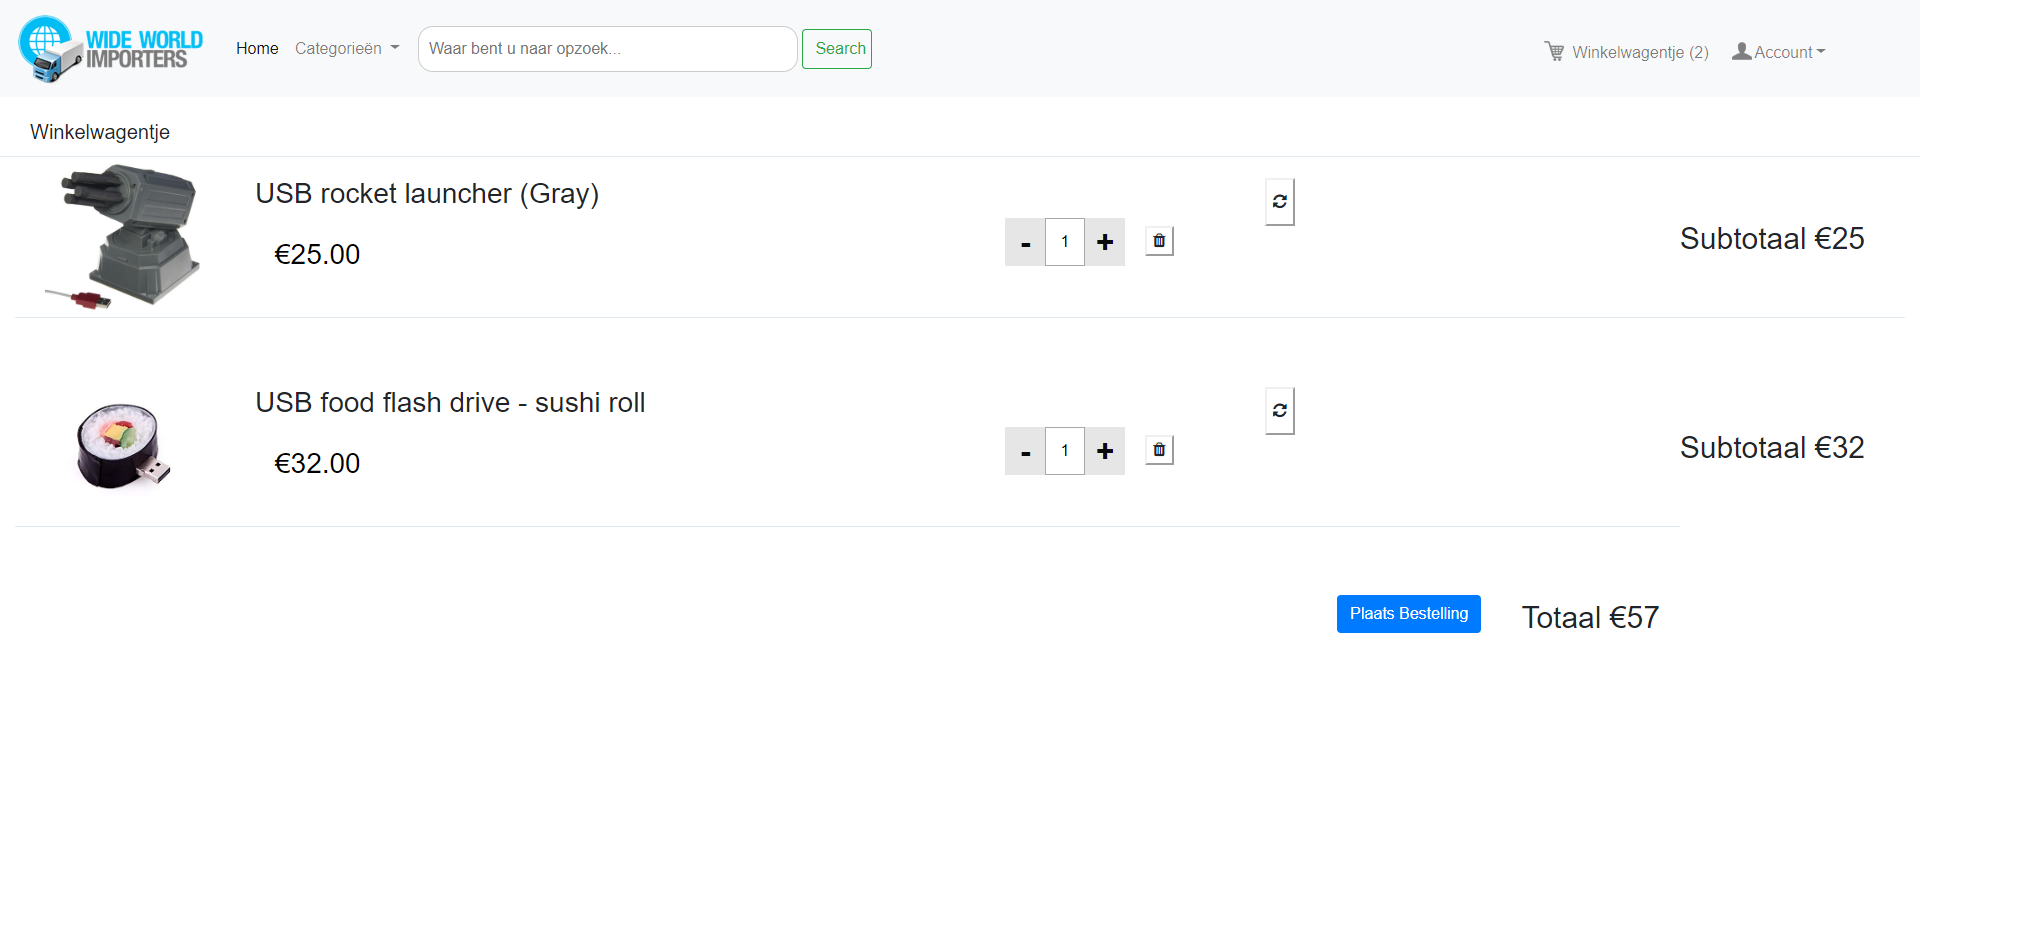 WIDE WORLD
IMPORTERS
Home Categorieën Waar bent u naar opzoek... Search Winkelwagentje (2) Account
Winkelwagentje
USB rocket launcher (Gray)
€25.00
- 1 +
Subtotaal €25
USB food flash drive - sushi roll
€32.00
- 1 +
Subtotaal €32
Plaats Bestelling Totaal €57